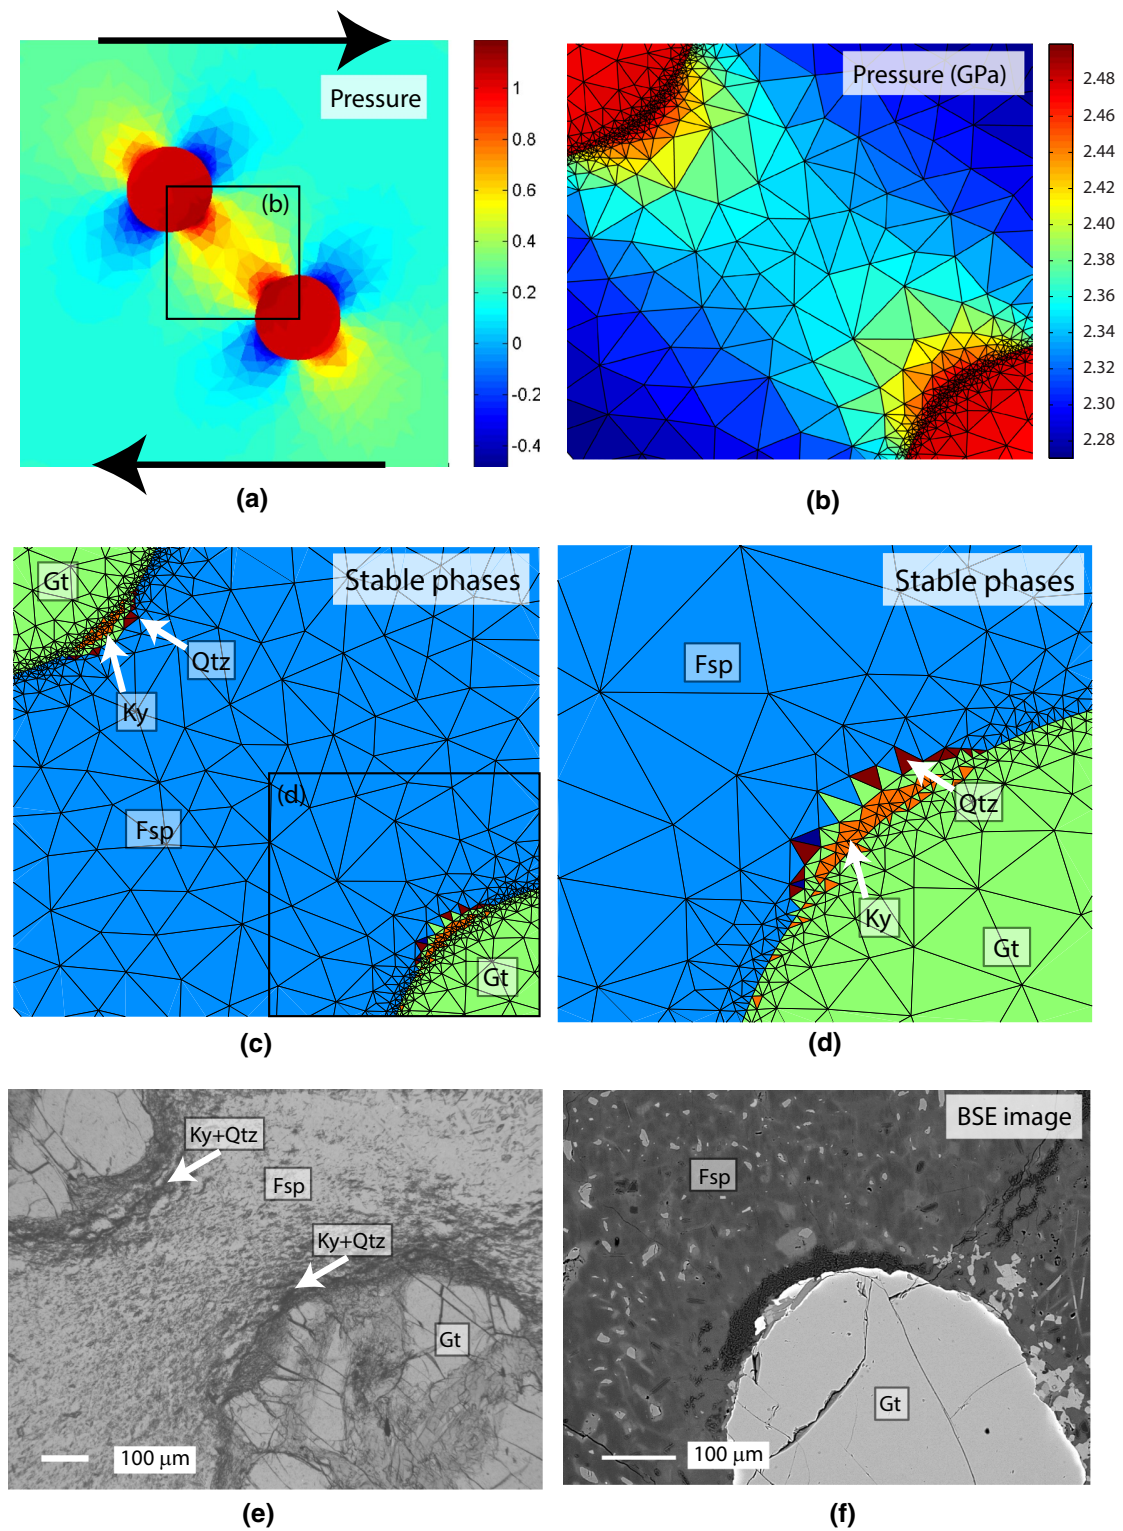 Pressure
(b)
1
0.8
0.6
0.4
0.2
0
-0.2
-0.4
(a)
Pressure (GPa)
2.48
2.46
2.44
2.42
2.40
2.38
2.36
2.34
2.32
2.30
2.28
(b)
Stable phases
Gt
Qtz
Ky
Fsp
(d)
Gt
(c)
Stable phases
Fsp
Qtz
Ky
Gt
(d)
Ky+Qtz
Fsp
Ky+Qtz
Gt
100 μm
(e)
BSE image
Fsp
Gt
100 μm
(f)